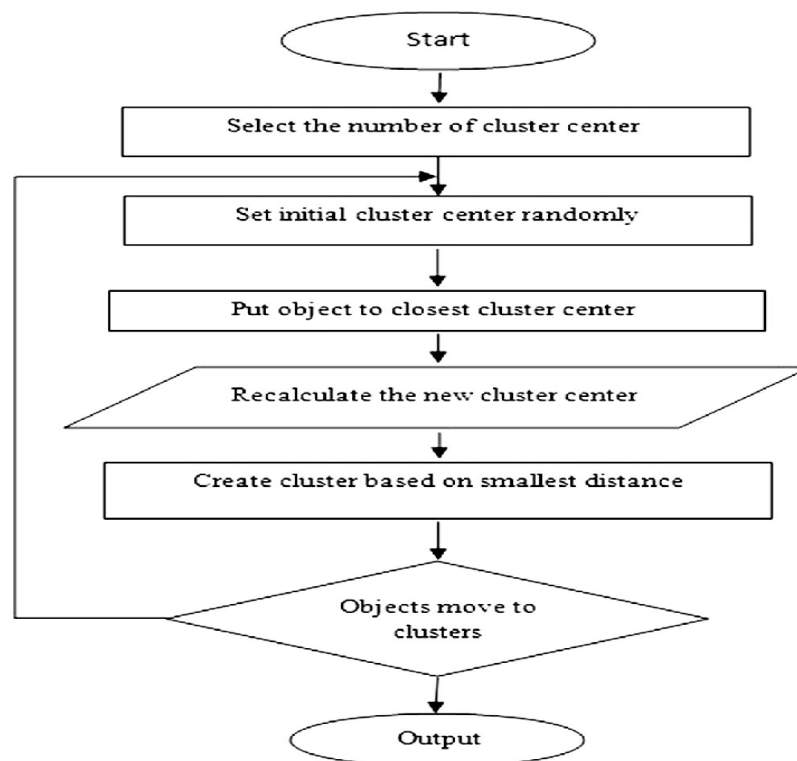 Start
Select the number of cluster center
Set initial cluster center randomly
Put object to closest cluster center
Recalculate the new cluster center
Create cluster based on smallest distance
Objects move to
clusters
Output